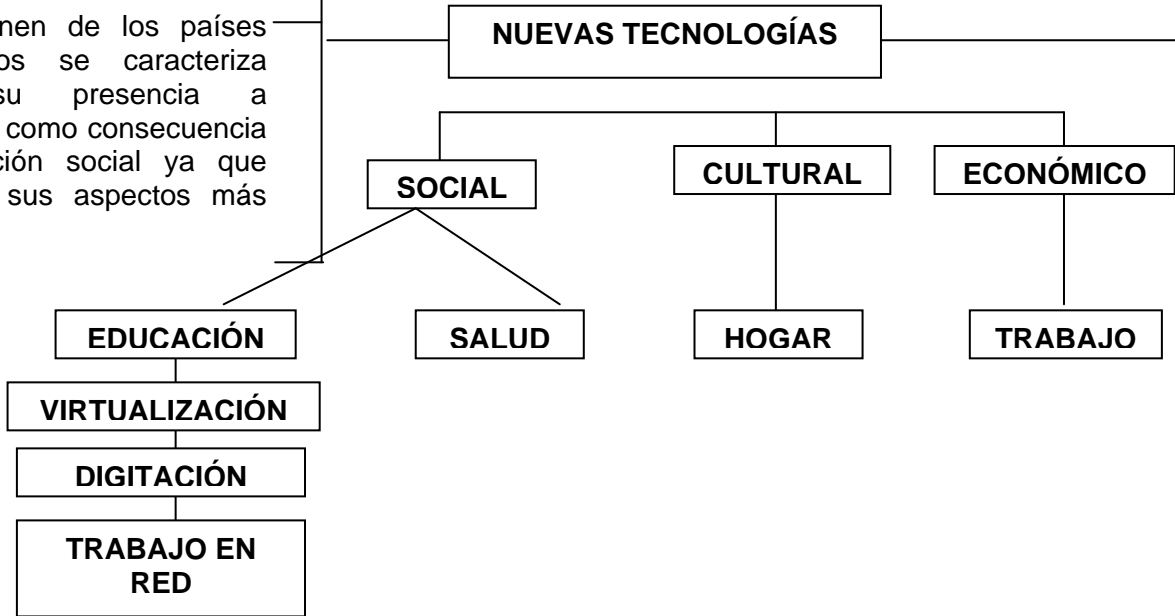 nen de los países
os se caracteriza
su presencia a
como consecuencia
ción social ya que
sus aspectos más
NUEVAS TECNOLOGÍAS
SOCIAL
CULTURAL
ECONÓMICO
EDUCACIÓN
SALUD
HOGAR
TRABAJO
VIRTUALIZACIÓN
DIGITACIÓN
TRABAJO EN
RED